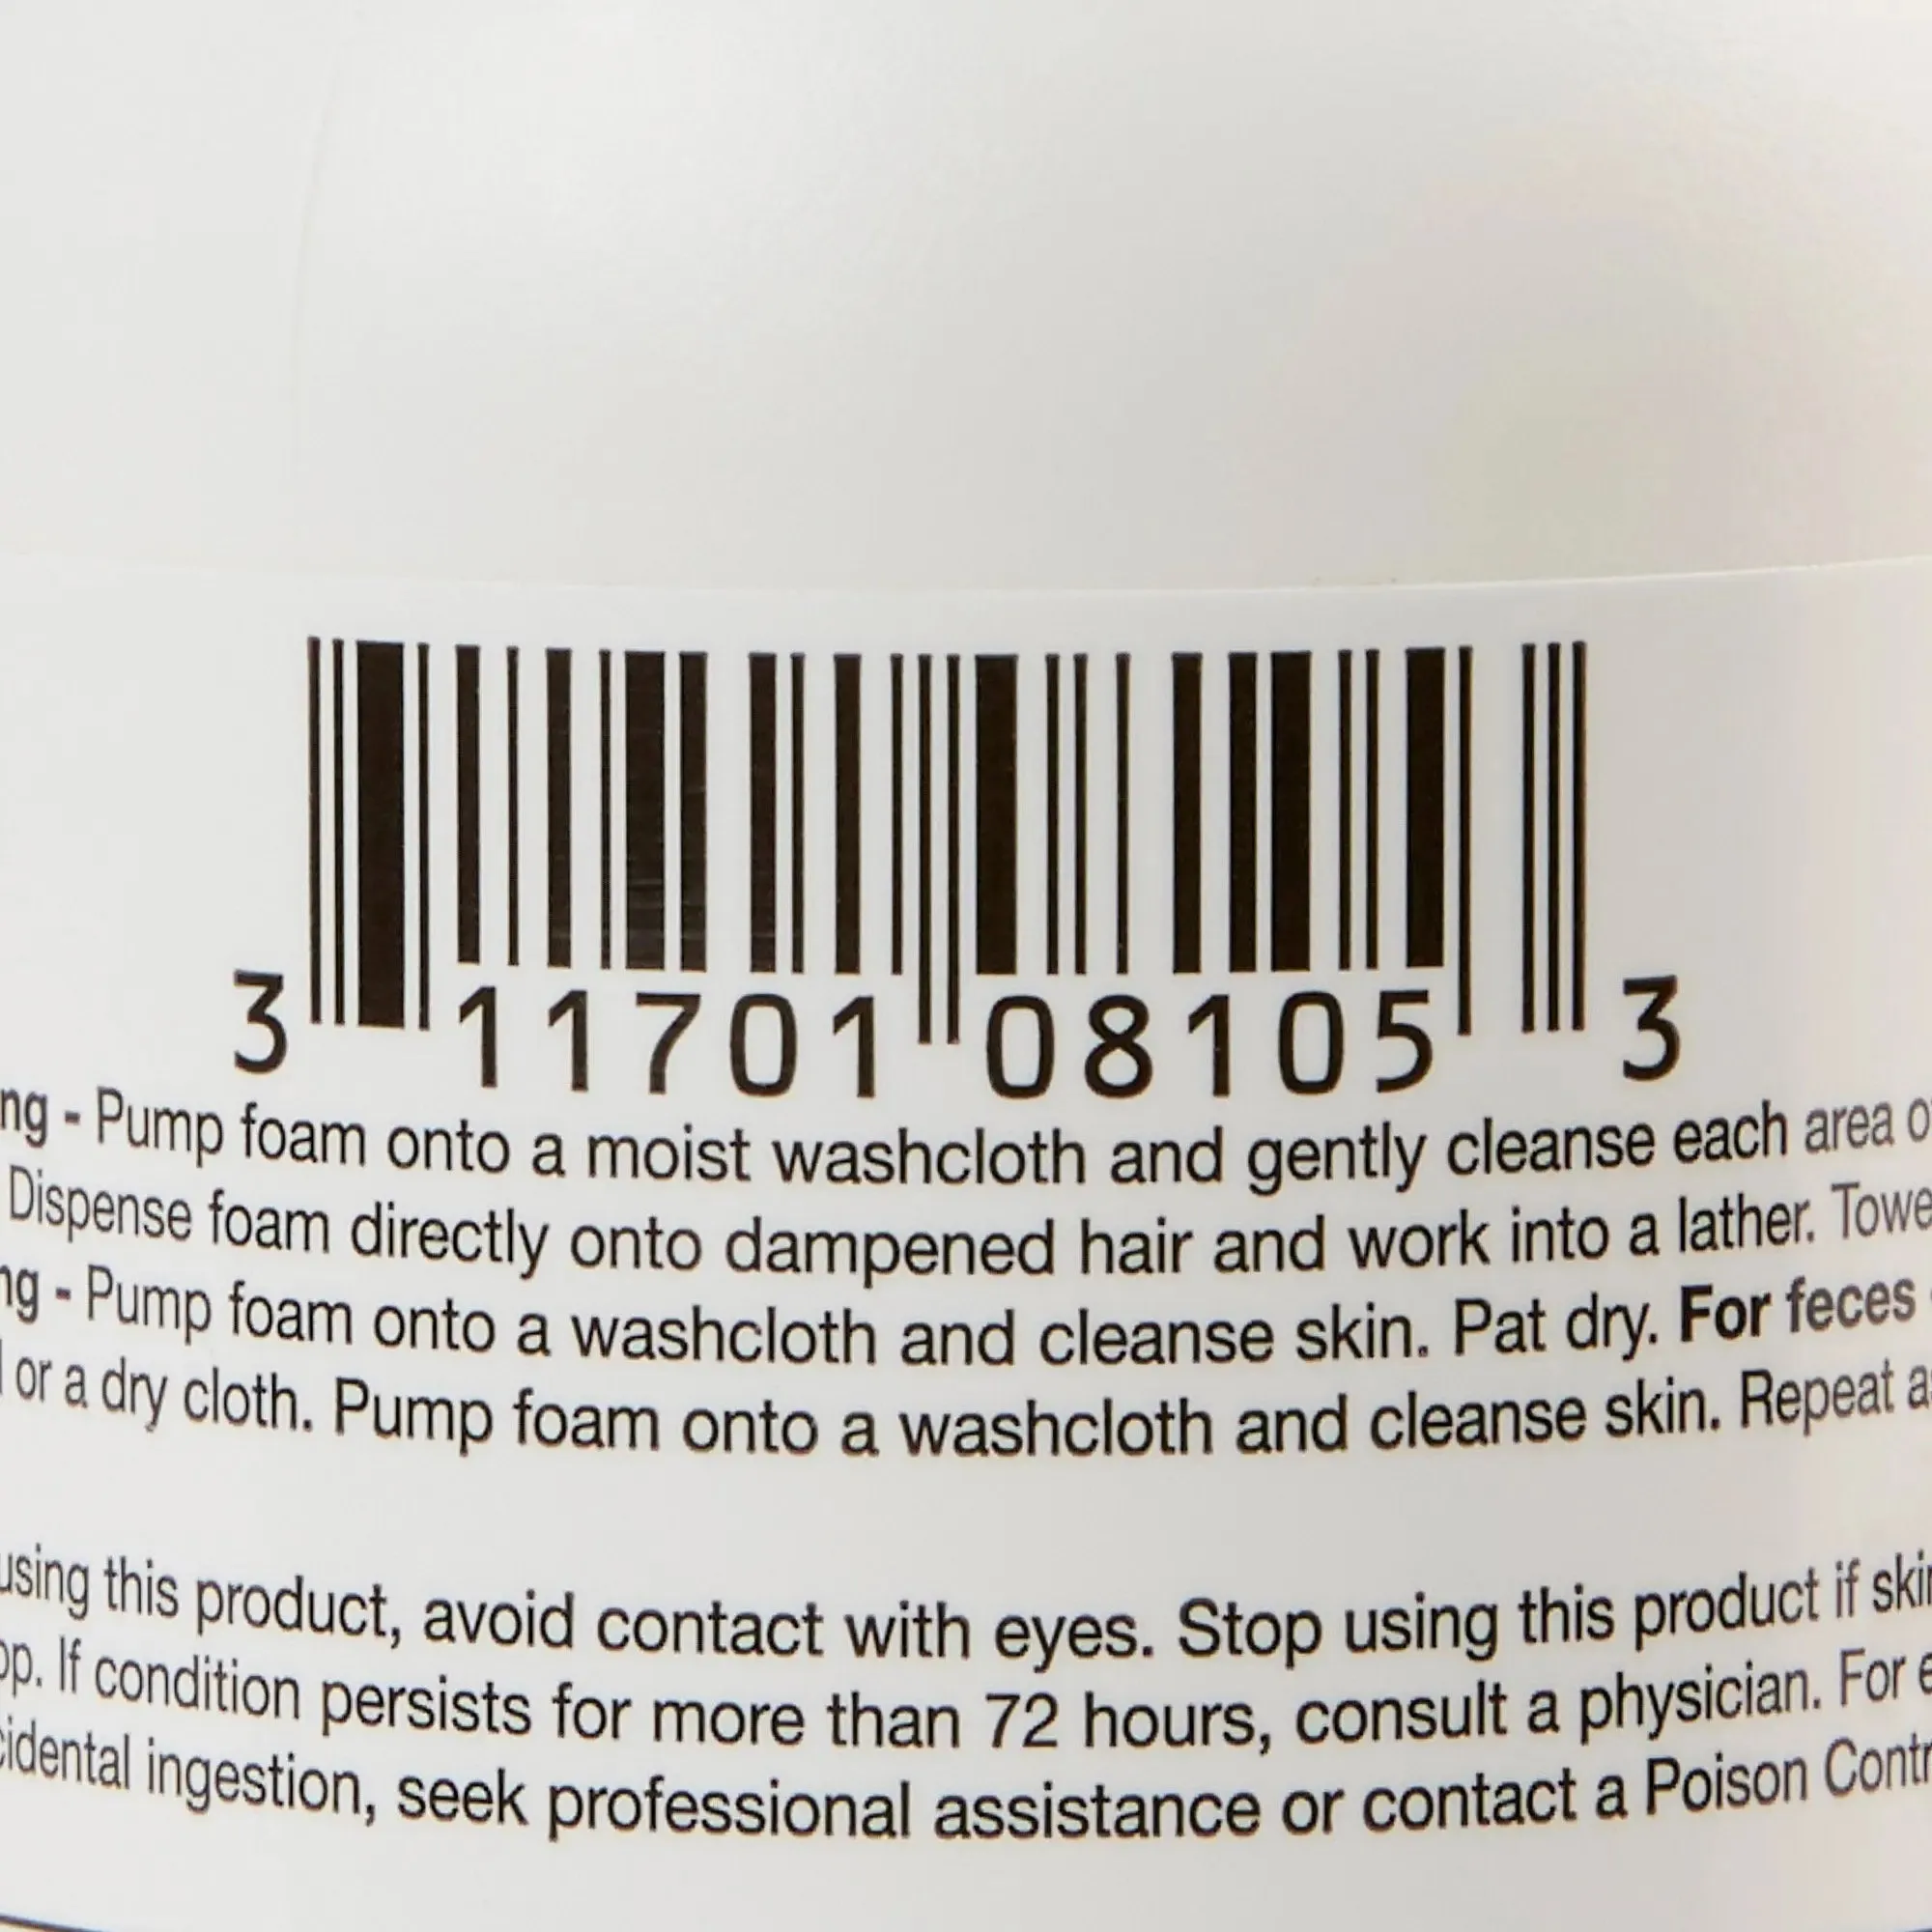 3 11701 08105 3
ng - Pump foam onto a moist washcloth and gently cleanse each area o
Dispense foam directly onto dampened hair and work into a lather. Towe
ng - Pump foam onto a washcloth and cleanse skin. Pat dry. For feces
or a dry cloth. Pump foam onto a washcloth and cleanse skin. Repeat a
using this product, avoid contact with eyes. Stop using this product if skin
op. If condition persists for more than 72 hours, consult a physician. For e
cidental ingestion, seek professional assistance or contact a Poison Contr